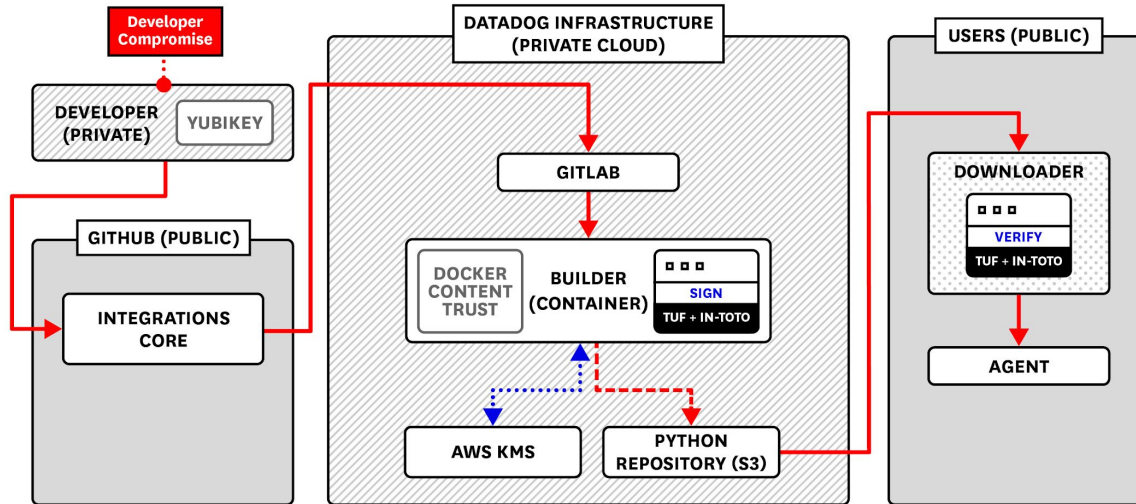 Developer
Compromise
DEVELOPER
(PRIVATE)
YUBIKEY
GITHUB (PUBLIC)
INTEGRATIONS
CORE
DATADOG INFRASTRUCTURE
(PRIVATE CLOUD)
GITLAB
DOCKER
CONTENT
TRUST
BUILDER
(CONTAINER)
SIGN
TUF + IN-TOTO
AWS KMS
PYTHON
REPOSITORY (S3)
USERS (PUBLIC)
DOWNLOADER
VERIFY
TUF + IN-TOTO
AGENT